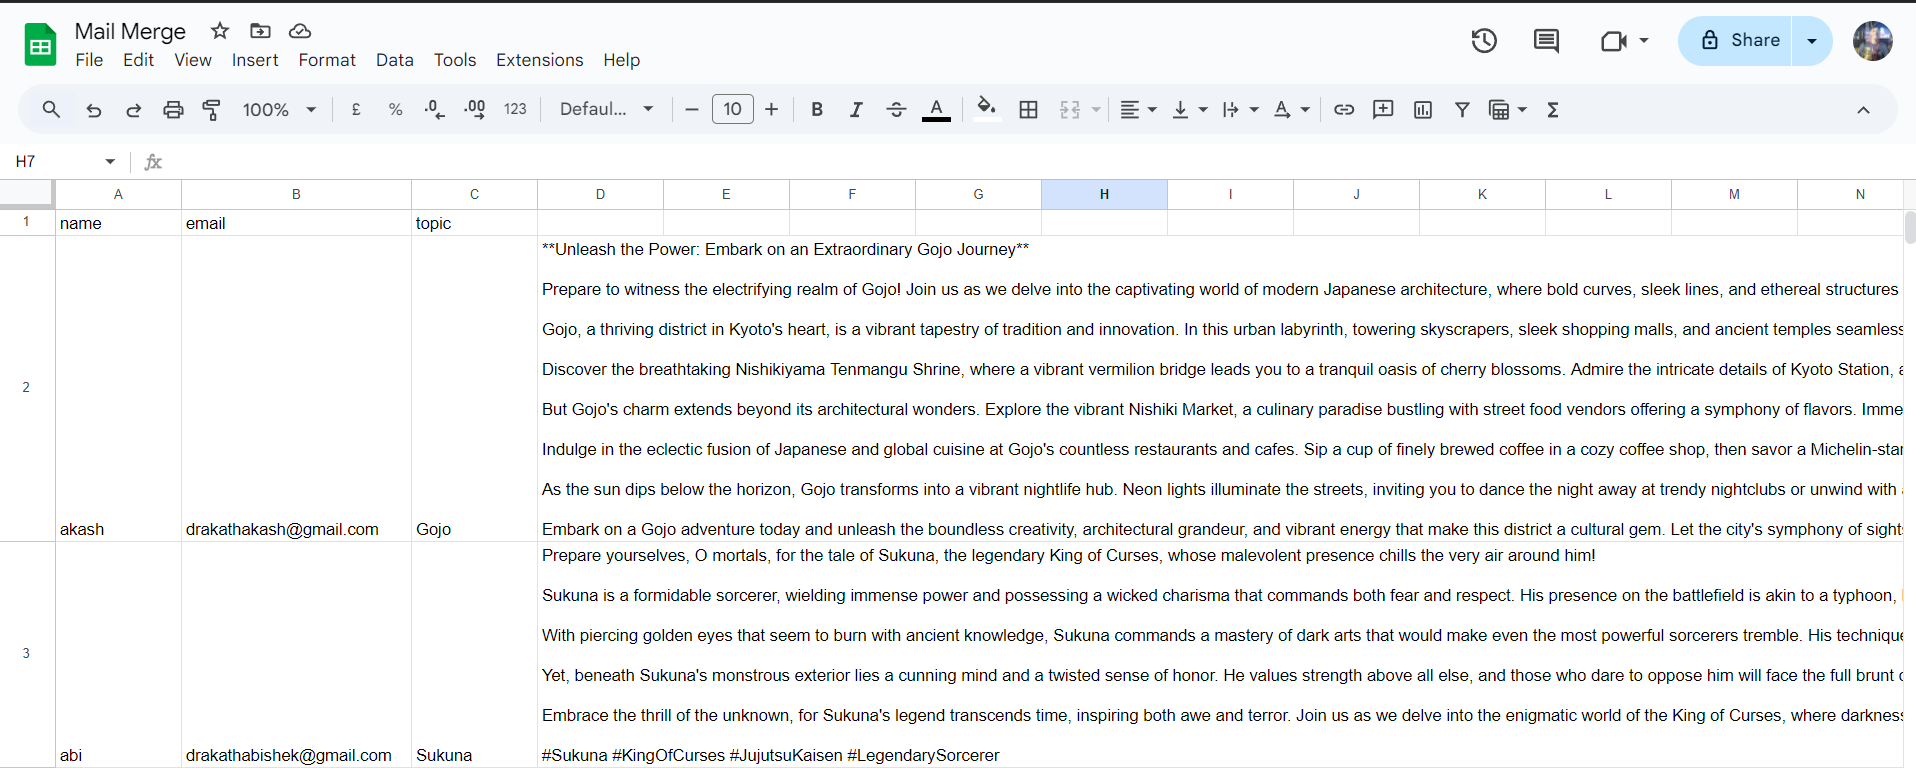 Mail Merge
File Edit View Insert Format Data Tools Extensions Help
Share
100% £ % .0 .00 123 Defaul... 10 B I A
H7 fx
A B C D E F G H I J K L M N
1 name email topic
**Unleash the Power: Embark on an Extraordinary Gojo Journey**
Prepare to witness the electrifying realm of Gojo! Join us as we delve into the captivating world of modern Japanese architecture, where bold curves, sleek lines, and ethereal structures
Gojo, a thriving district in Kyoto's heart, is a vibrant tapestry of tradition and innovation. In this urban labyrinth, towering skyscrapers, sleek shopping malls, and ancient temples seamless
Discover the breathtaking Nishikiyama Tenmangu Shrine, where a vibrant vermilion bridge leads you to a tranquil oasis of cherry blossoms. Admire the intricate details of Kyoto Station,
2
But Gojo's charm extends beyond its architectural wonders. Explore the vibrant Nishiki Market, a culinary paradise bustling with street food vendors offering a symphony of flavors. Imme
Indulge in the eclectic fusion of Japanese and global cuisine at Gojo's countless restaurants and cafes. Sip a cup of finely brewed coffee in a cozy coffee shop, then savor a Michelin-star
As the sun dips below the horizon, Gojo transforms into a vibrant nightlife hub. Neon lights illuminate the streets, inviting you to dance the night away at trendy nightclubs or unwind with
akash drakathakash@gmail.com Gojo Embark on a Gojo adventure today and unleash the boundless creativity, architectural grandeur, and vibrant energy that make this district a cultural gem. Let the city's symphony of sight
Prepare yourselves, O mortals, for the tale of Sukuna, the legendary King of Curses, whose malevolent presence chills the very air around him!
Sukuna is a formidable sorcerer, wielding immense power and possessing a wicked charisma that commands both fear and respect. His presence on the battlefield is akin to a typhoon,
With piercing golden eyes that seem to burn with ancient knowledge, Sukuna commands a mastery of dark arts that would make even the most powerful sorcerers tremble. His technique
3
Yet, beneath Sukuna's monstrous exterior lies a cunning mind and a twisted sense of honor. He values strength above all else, and those who dare to oppose him will face the full brunt
Embrace the thrill of the unknown, for Sukuna's legend transcends time, inspiring both awe and terror. Join us as we delve into the enigmatic world of the King of Curses, where darkness
abi drakathabishek@gmail.com Sukuna #Sukuna #KingOfCurses #JujutsuKaisen #LegendarySorcerer